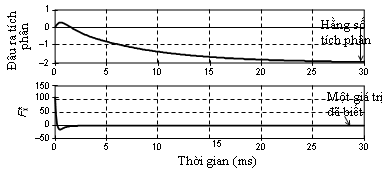 Đầu ra tích
phân
1
0
-1
-2
0 5 10 15 20 25 30
Hằng số
tích phân
150
100
50
0
-50
0 5 10 15 20 25 30
Một giá trị
đã biết
Thời gian (ms)